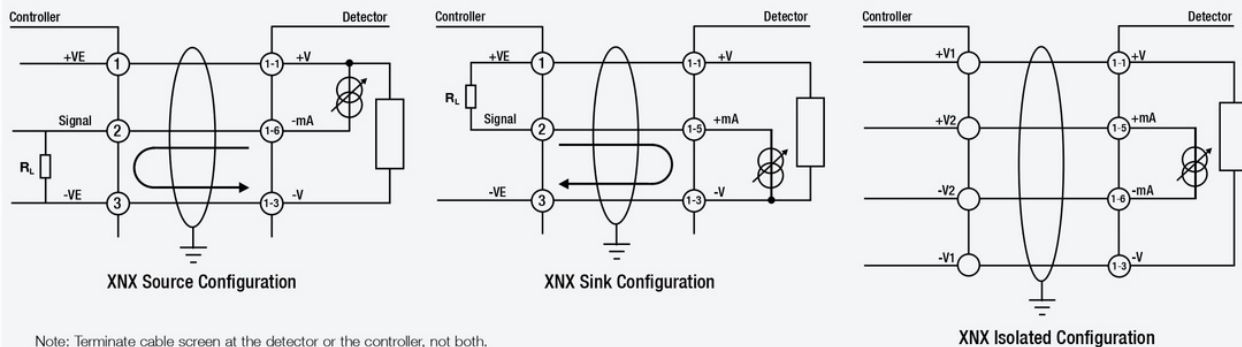 Controller
Detector
+VE
1
1-1
+V
Signal
2
1-6
-mA
RL
-VE
3
1-3
-V
XNX Source Configuration
Controller
Detector
+VE
1
1-1
+V
RL
Signal
2
1-5
+mA
-VE
3
1-3
-V
XNX Sink Configuration
Controller
Detector
+V1
1-1
+V
+V2
1-5
+mA
-V2
1-6
-mA
-V1
1-3
-V
XNX Isolated Configuration
Note: Terminate cable screen at the detector or the controller, not both.